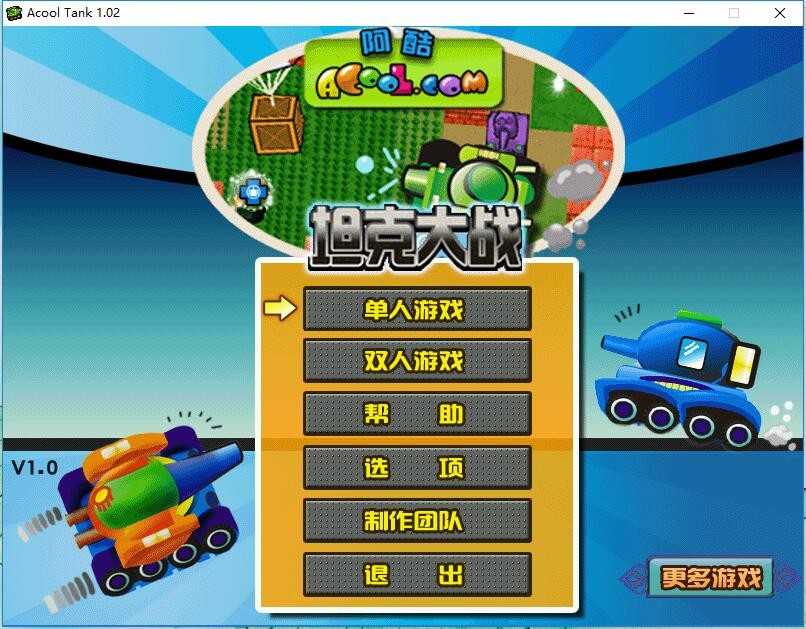 Acool Tank 1.02
阿酷
ACool.com
坦克大战
单人游戏
双人游戏
帮 助
选 项
V1.0
制作团队
退 出
更多游戏